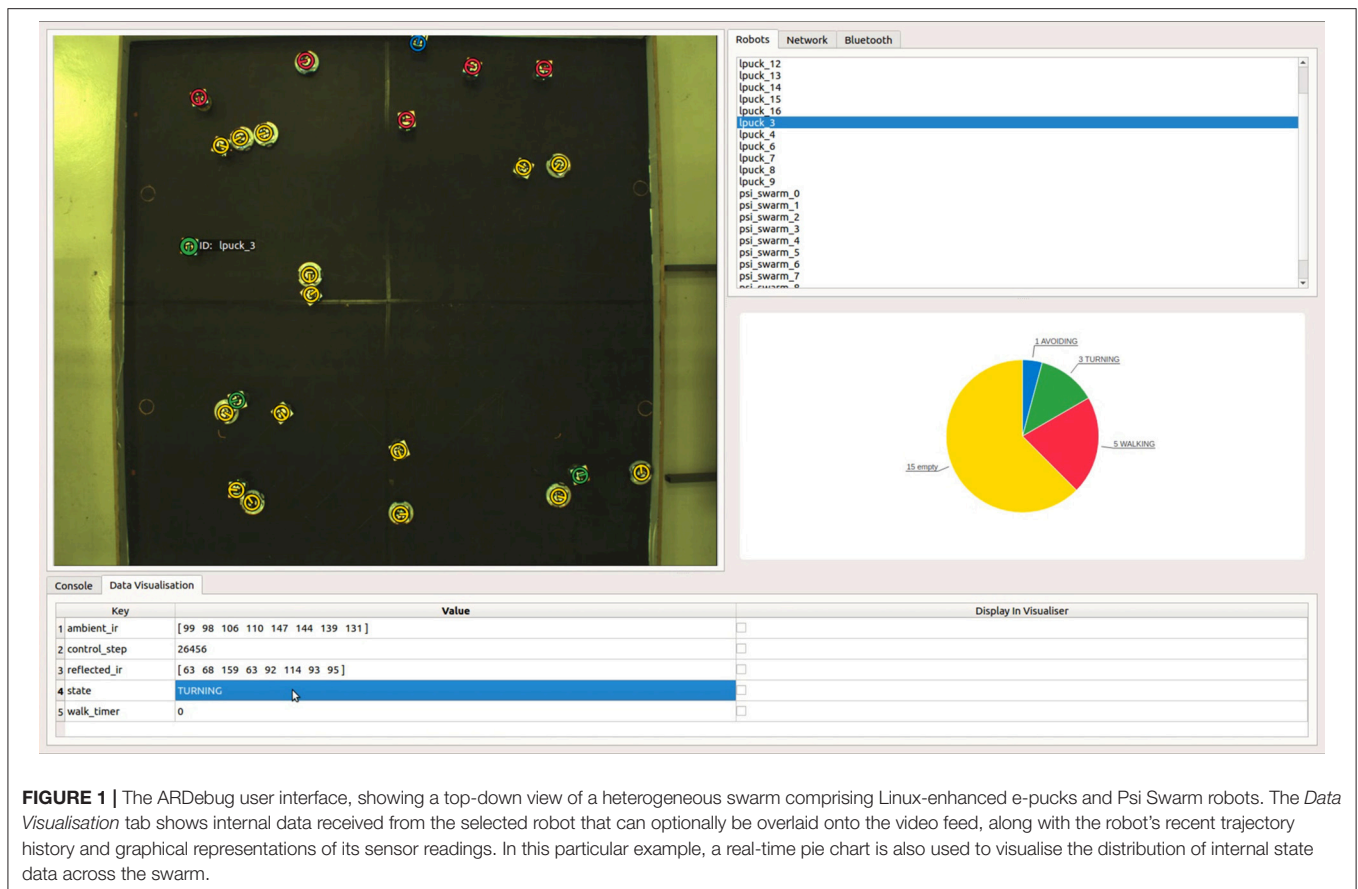 ID: lpuck_3
Robots Network Bluetooth
lpuck_12
lpuck_13
lpuck_14
lpuck_15
lpuck_16
lpuck_3
lpuck_4
lpuck_6
lpuck_7
lpuck_8
lpuck_9
psi_swarm_0
psi_swarm_1
psi_swarm_2
psi_swarm_3
psi_swarm_4
psi_swarm_5
psi_swarm_6
psi_swarm_7
psi_swarm_8
1 AVOIDING
3 TURNING
5 WALKING
15 empty
Console Data Visualisation
Key Value Display In Visualiser
1 ambient_ir [99 98 106 110 147 144 139 131]
2 control_step 26456
3 reflected_ir [63 68 159 63 92 114 93 95]
4 state TURNING
5 walk_timer 0
FIGURE 1 | The ARDebug user interface, showing a top-down view of a heterogeneous swarm comprising Linux-enhanced e-pucks and Psi Swarm robots. The Data
Visualisation tab shows internal data received from the selected robot that can optionally be overlaid onto the video feed, along with the robot's recent trajectory
history and graphical representations of its sensor readings. In this particular example, a real-time pie chart is also used to visualise the distribution of internal state
data across the swarm.